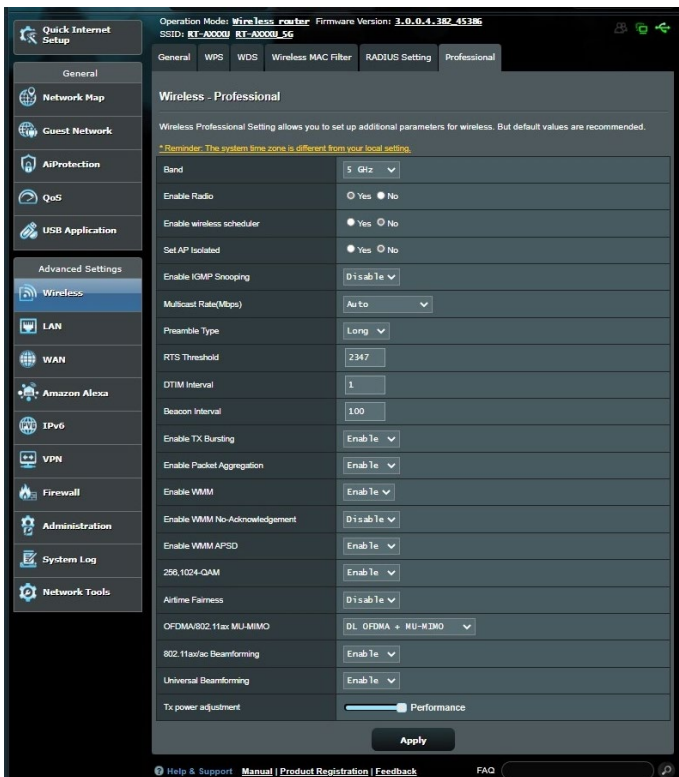 Quick Internet Setup
Operation Mode: Wireless router Firmware Version: 3.0.0.4.382_45386
SSID: RT-AXXXU RT-AXXXU_5G
General
Network Map
Guest Network
AiProtection
QoS
USB Application
Advanced Settings
Wireless
LAN
WAN
Amazon Alexa
IPv6
VPN
Firewall
Administration
System Log
Network Tools
General WPS WDS Wireless MAC Filter RADIUS Setting Professional
Wireless - Professional
Wireless Professional Setting allows you to set up additional parameters for wireless. But default values are recommended.
* Reminder: The system time zone is different from your local setting.
Band 5 GHz
Enable Radio Yes No
Enable wireless scheduler Yes No
Set AP Isolated Yes No
Enable IGMP Snooping Disable
Multicast Rate(Mbps) Auto
Preamble Type Long
RTS Threshold 2347
DTIM Interval 1
Beacon Interval 100
Enable TX Bursting Enable
Enable Packet Aggregation Enable
Enable WMM Enable
Enable WMM No-Acknowledgement Disable
Enable WMM APSD Enable
256,1024-QAM Enable
Airtime Fairness Disable
OFDMA/802.11ax MU-MIMO DL OFDMA + MU-MIMO
802.11ax/ac Beamforming Enable
Universal Beamforming Enable
Tx power adjustment Performance
Apply
Help & Support Manual | Product Registration | Feedback FAQ